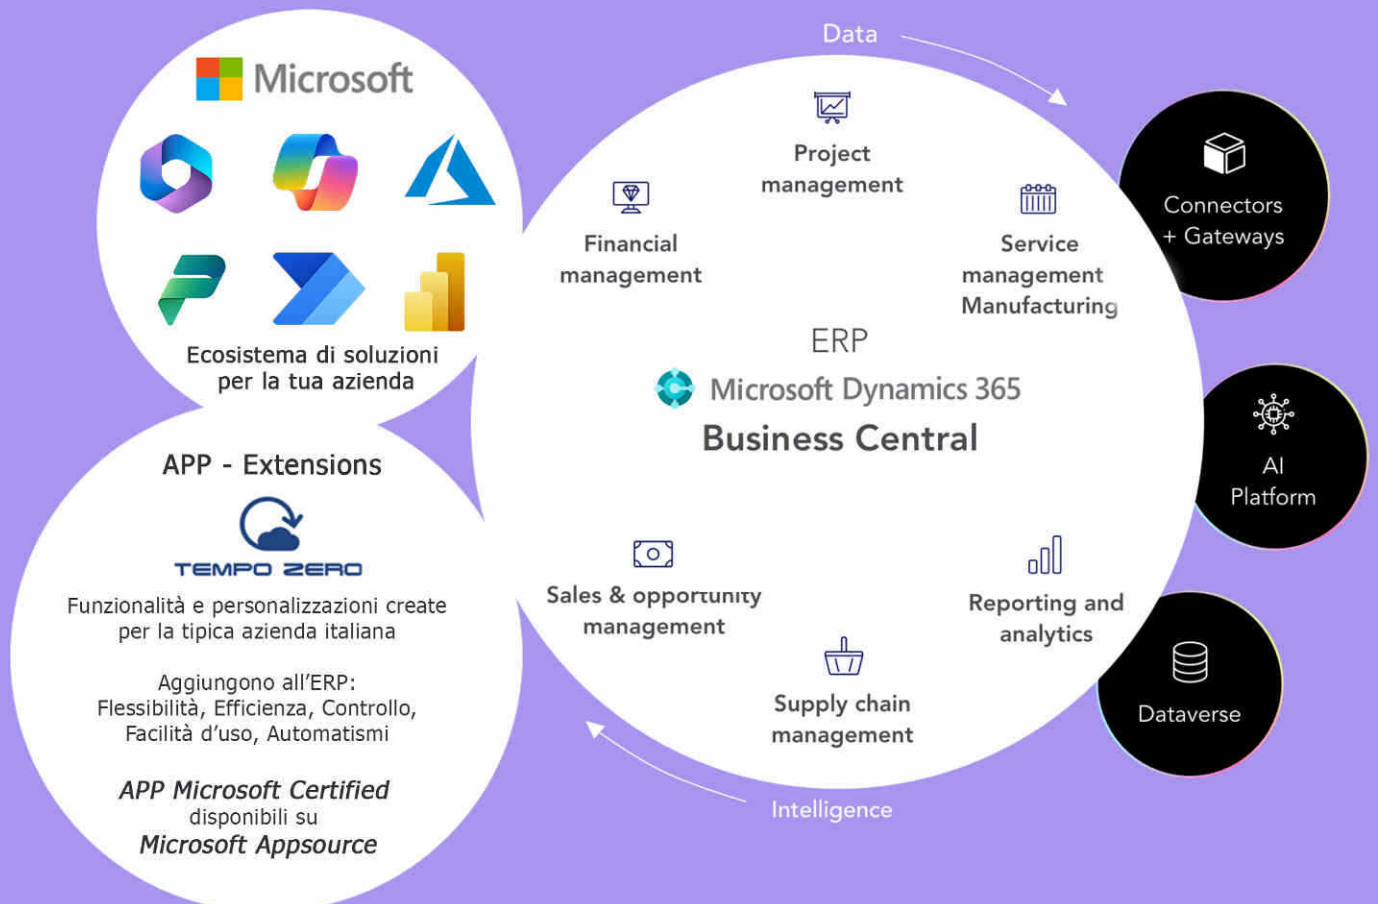 Microsoft
Ecosistema di soluzioni
per la tua azienda
APP - Extensions
TEMPO ZERO
Funzionalità e personalizzazioni create
per la tipica azienda italiana
Aggiungono all'ERP:
Flessibilità, Efficienza, Controllo,
Facilità d'uso, Automatismi
APP Microsoft Certified
disponibili su
Microsoft Appsource
Data
Project
management
Financial
management
Service
management
Manufacturing
ERP
Microsoft Dynamics 365
Business Central
Sales & opportunity
management
Reporting and
analytics
Supply chain
management
Intelligence
Connectors
+ Gateways
AI
Platform
Dataverse